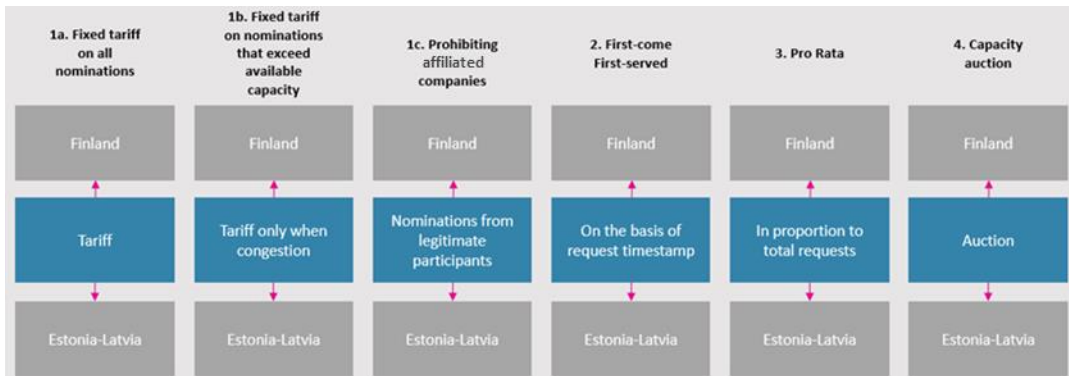 1a. Fixed tariff
on all
nominations
1b. Fixed tariff
on nominations
that exceed
available
capacity
1c. Prohibiting
affiliated
companies
2. First-come
First-served
3. Pro Rata
4. Capacity
auction
Finland
Finland
Finland
Finland
Finland
Finland
Tariff
Tariff only when
congestion
Nominations from
legitimate
participants
On the basis of
request timestamp
In proportion to
total requests
Auction
Estonia-Latvia
Estonia-Latvia
Estonia-Latvia
Estonia-Latvia
Estonia-Latvia
Estonia-Latvia